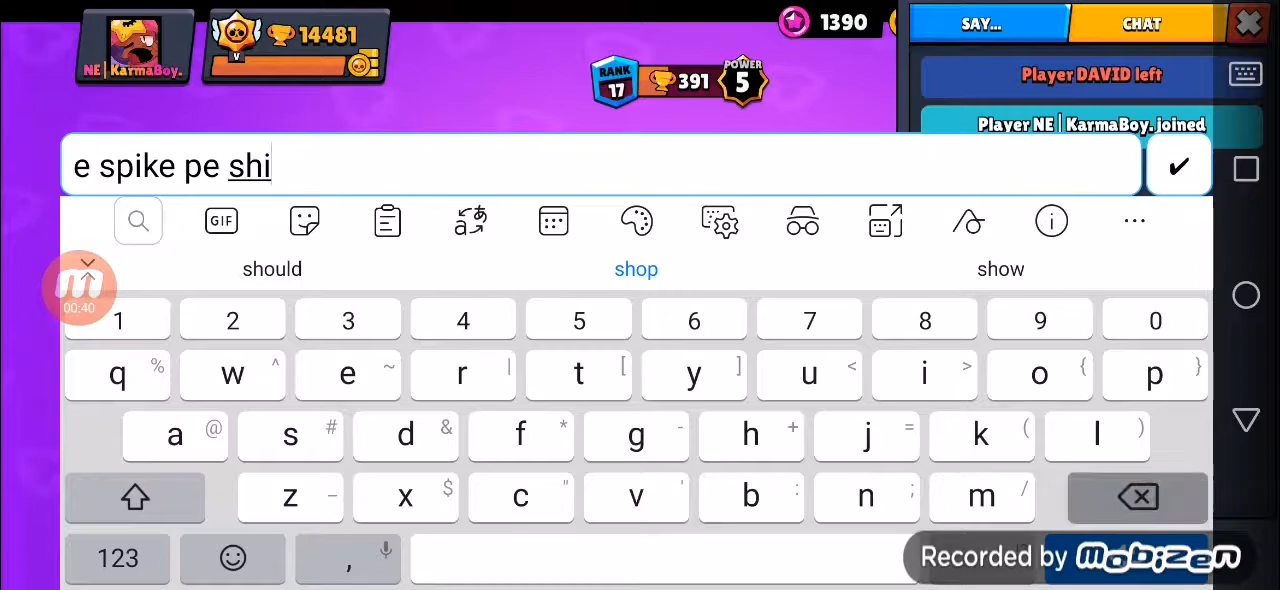 NE | KarmaBoy.
14481
V
1390
RANK 17
391
POWER 5
SAY...
CHAT
Player DAVID left
Player NE | KarmaBoy. joined
e spike pe shi
GIF
should
shop
show
00:40
1 2 3 4 5 6 7 8 9 0
q % w ^ e ~ r | t [ y ] u < i > o { p }
a @ s # d & f * g - h + j = k ( l )
z _ x $ c " v ' b : n ; m /
123 ,
Recorded by mobizen